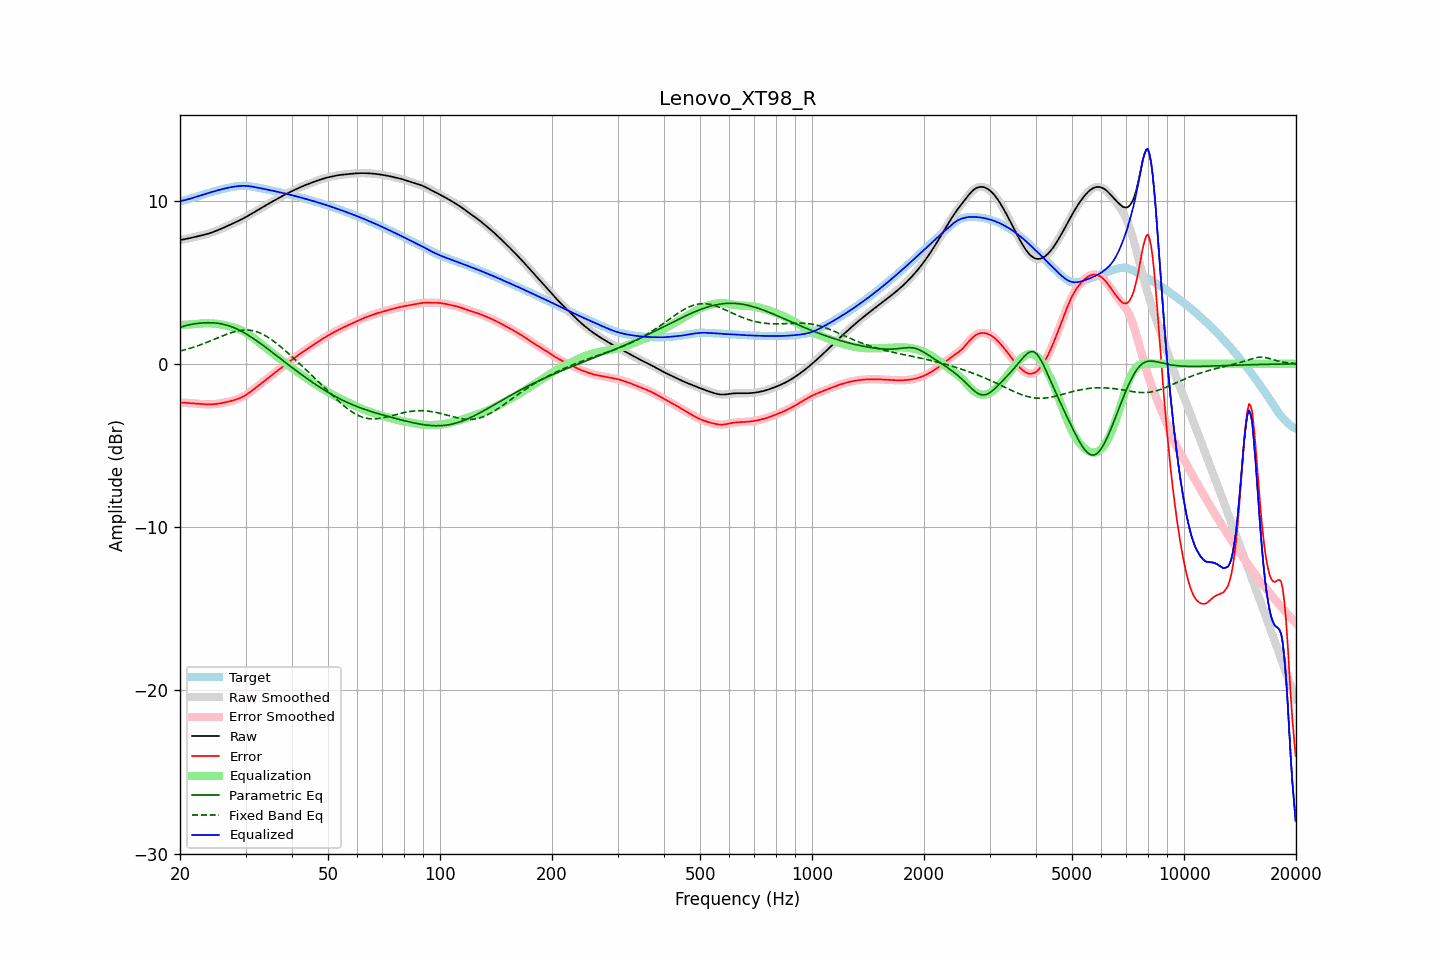 Lenovo_XT98_R
Amplitude (dBr)
10
0
−10
−20
−30
Target
Raw Smoothed
Error Smoothed
Raw
Error
Equalization
Parametric Eq
Fixed Band Eq
Equalized
20 50 100 200 500 1000 2000 5000 10000 20000
Frequency (Hz)